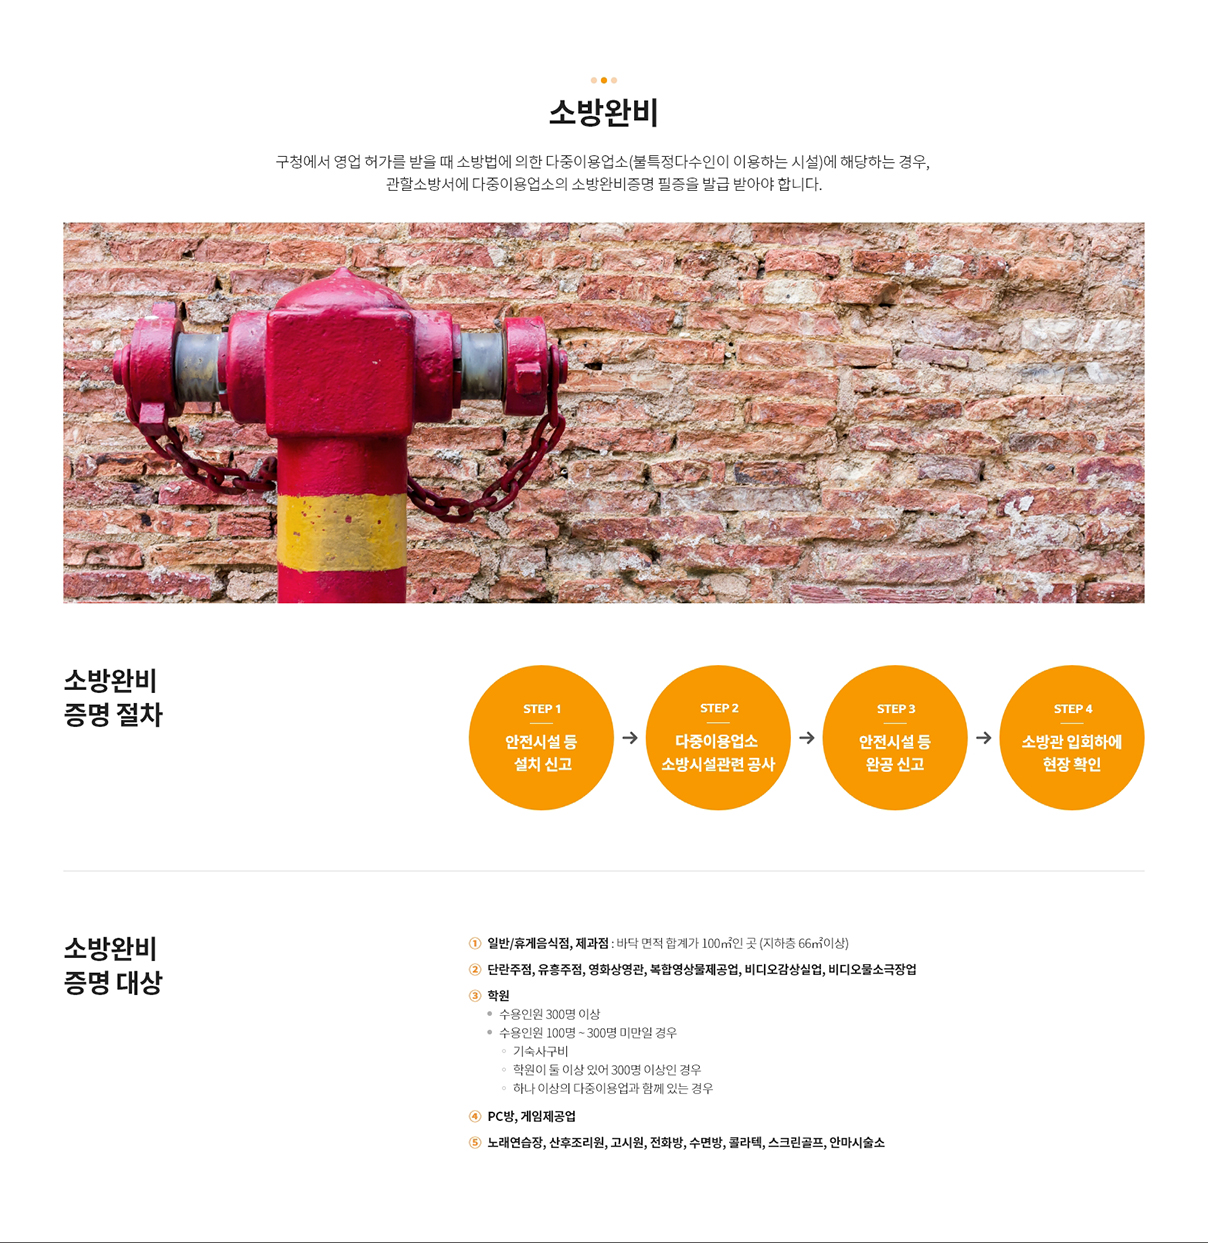 소방완비
구청에서 영업 허가를 받을 때 소방법에 의한 다중이용업소(불특정다수인이 이용하는 시설)에 해당하는 경우,
관할소방서에 다중이용업소의 소방완비증명 필증을 발급 받아야 합니다.
소방완비
증명 절차
STEP 1
안전시설 등
설치 신고
STEP 2
다중이용업소
소방시설관련 공사
STEP 3
안전시설 등
완공 신고
STEP 4
소방관 입회하에
현장 확인
소방완비
증명 대상
① 일반/휴게음식점, 제과점 : 바닥 면적 합계가 100㎡인 곳 (지하층 66㎡이상)
② 단란주점, 유흥주점, 영화상영관, 복합영상물제공업, 비디오감상실업, 비디오물소극장업
③ 학원
수용인원 300명 이상
수용인원 100명 ~ 300명 미만일 경우
기숙사구비
학원이 둘 이상 있어 300명 이상인 경우
하나 이상의 다중이용업과 함께 있는 경우
④ PC방, 게임제공업
⑤ 노래연습장, 산후조리원, 고시원, 전화방, 수면방, 콜라텍, 스크린골프, 안마시술소